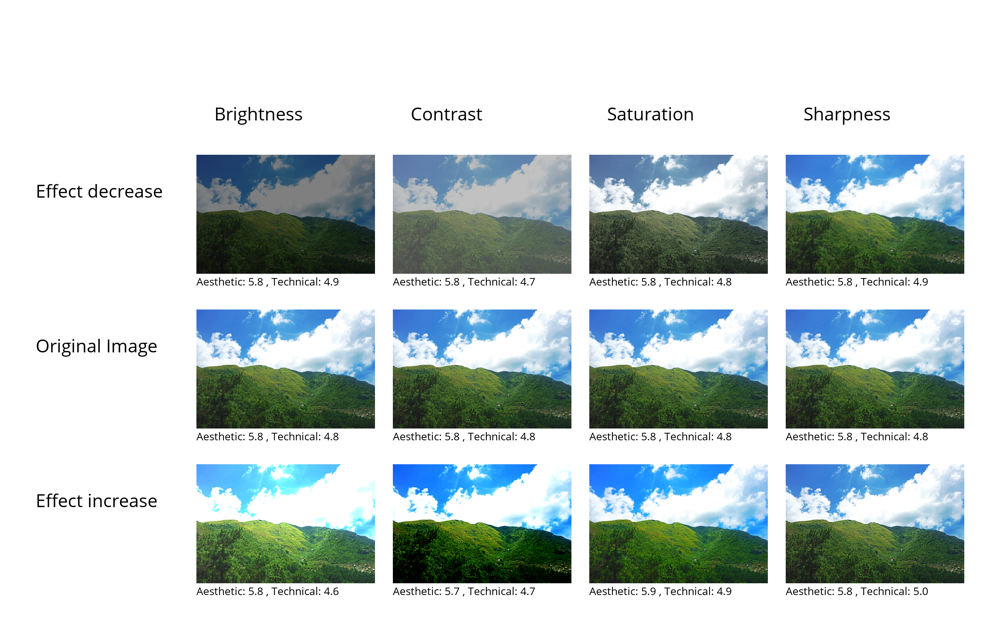 Brightness Contrast Saturation Sharpness
Effect decrease
Aesthetic: 5.8 , Technical: 4.9 Aesthetic: 5.8 , Technical: 4.7 Aesthetic: 5.8 , Technical: 4.8 Aesthetic: 5.8 , Technical: 4.9
Original Image
Aesthetic: 5.8 , Technical: 4.8 Aesthetic: 5.8 , Technical: 4.8 Aesthetic: 5.8 , Technical: 4.8 Aesthetic: 5.8 , Technical: 4.8
Effect increase
Aesthetic: 5.8 , Technical: 4.6 Aesthetic: 5.7 , Technical: 4.7 Aesthetic: 5.9 , Technical: 4.9 Aesthetic: 5.8 , Technical: 5.0